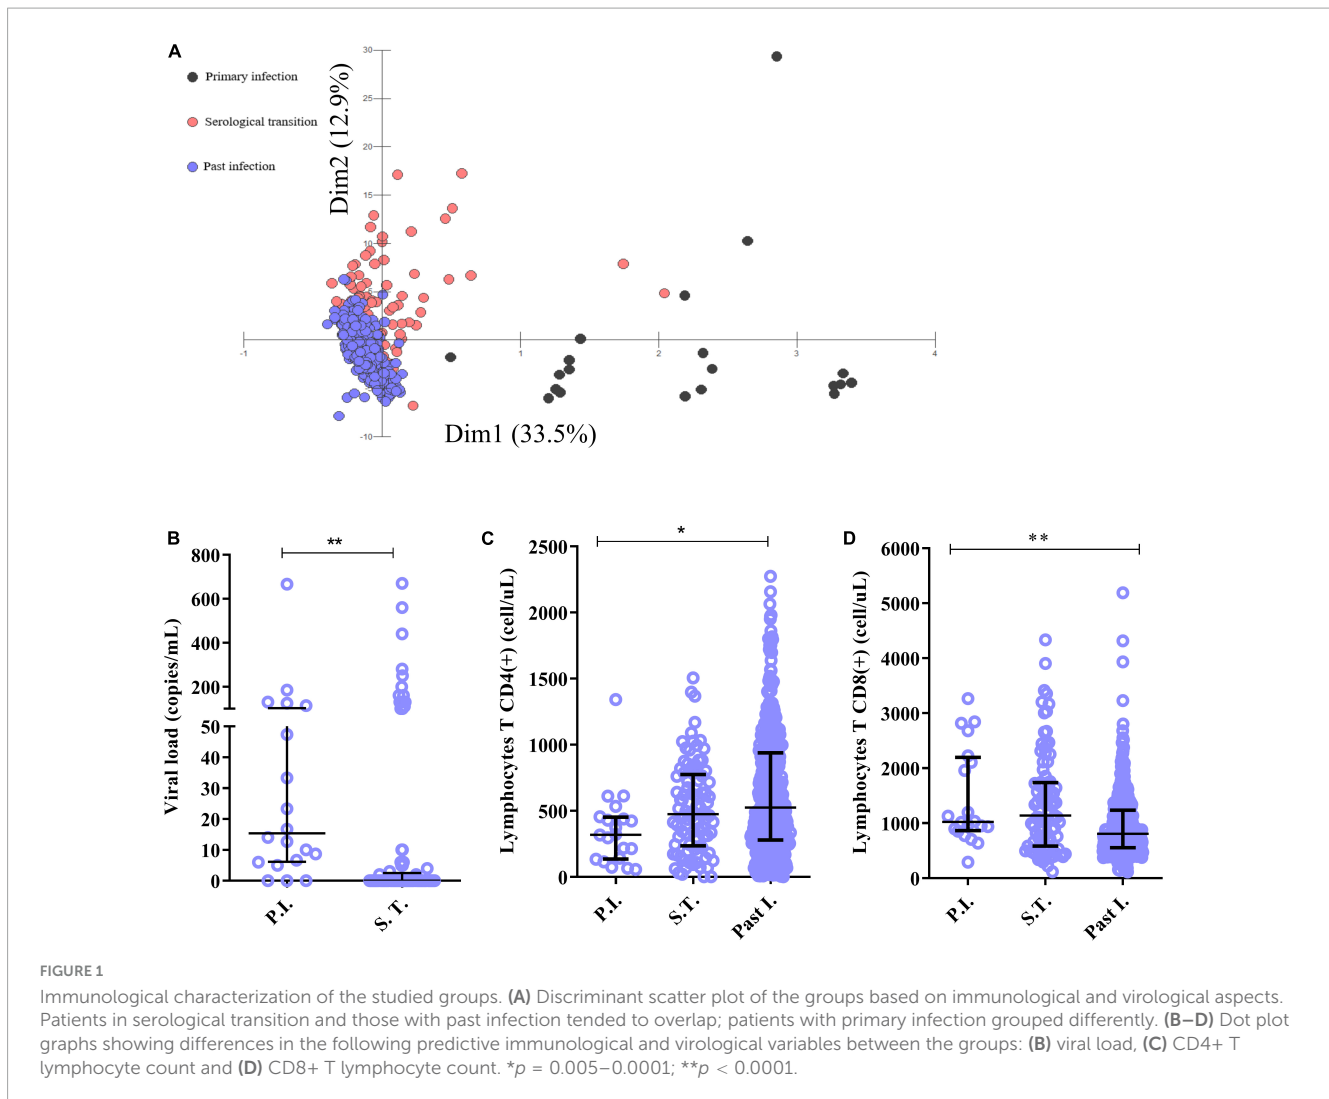 A
Primary infection
Serological transition
Past infection
Dim2 (12.9%)
30
25
20
15
10
5
-5
-10
-1
1
2
3
4
Dim1 (33.5%)
B
**
Viral load (copies/mL)
800
600
400
200
50
40
30
20
10
0
P.I.
S.T.
C
*
Lymphocytes T CD4(+) (cell/uL)
2500
2000
1500
1000
500
0
P.I.
S.T.
Past I.
D
**
Lymphocytes T CD8(+) (cell/uL)
6000
5000
4000
3000
2000
1000
0
P.I.
S.T.
Past I.
FIGURE 1
Immunological characterization of the studied groups. (A) Discriminant scatter plot of the groups based on immunological and virological aspects.
Patients in serological transition and those with past infection tended to overlap; patients with primary infection grouped differently. (B–D) Dot plot
graphs showing differences in the following predictive immunological and virological variables between the groups: (B) viral load, (C) CD4+ T
lymphocyte count and (D) CD8+ T lymphocyte count. *p = 0.005–0.0001; **p < 0.0001.